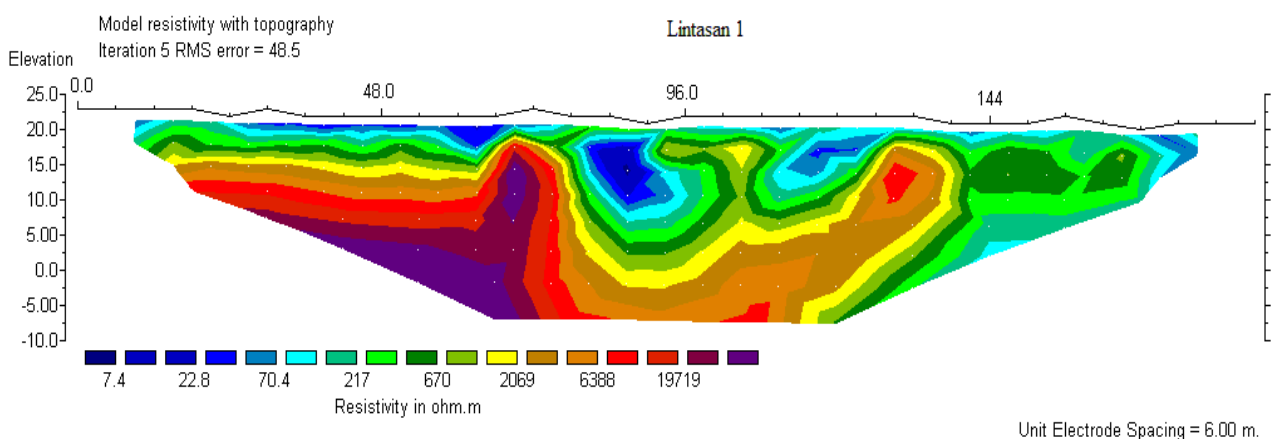 Model resistivity with topography
Lintasan 1
Iteration 5 RMS error = 48.5
Elevation
0.0
48.0
96.0
144
25.0
20.0
15.0
10.0
5.00
0.0
-5.00
-10.0
7.4 22.8 70.4 217 670 2069 6388 19719
Resistivity in ohm.m
Unit Electrode Spacing = 6.00 m.